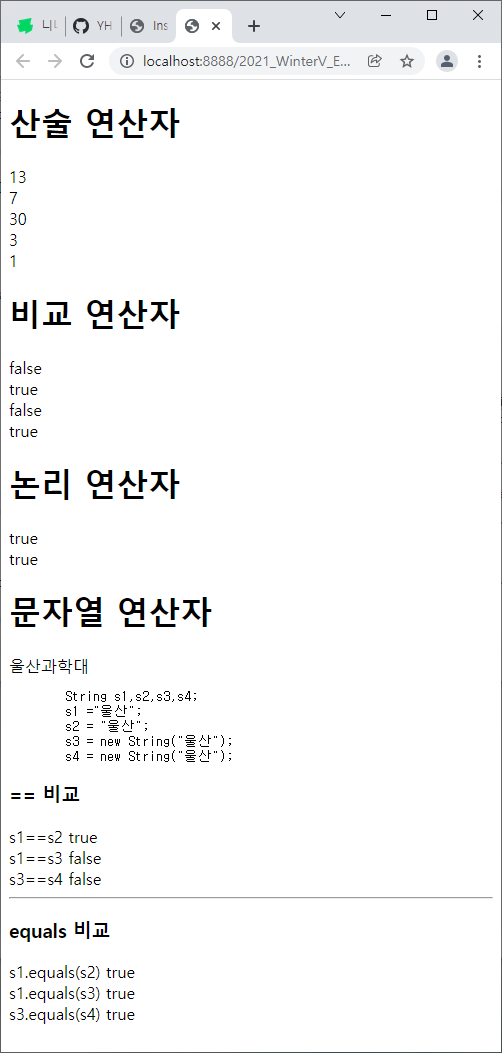 YH
Ins
localhost:8888/2021_WinterV_E...
산술 연산자
13
7
30
3
1
비교 연산자
false
true
false
true
논리 연산자
true
true
문자열 연산자
울산과학대
String s1,s2,s3,s4;
s1 ="울산";
s2 = "울산";
s3 = new String("울산");
s4 = new String("울산");
== 비교
s1==s2 true
s1==s3 false
s3==s4 false
equals 비교
s1.equals(s2) true
s1.equals(s3) true
s3.equals(s4) true